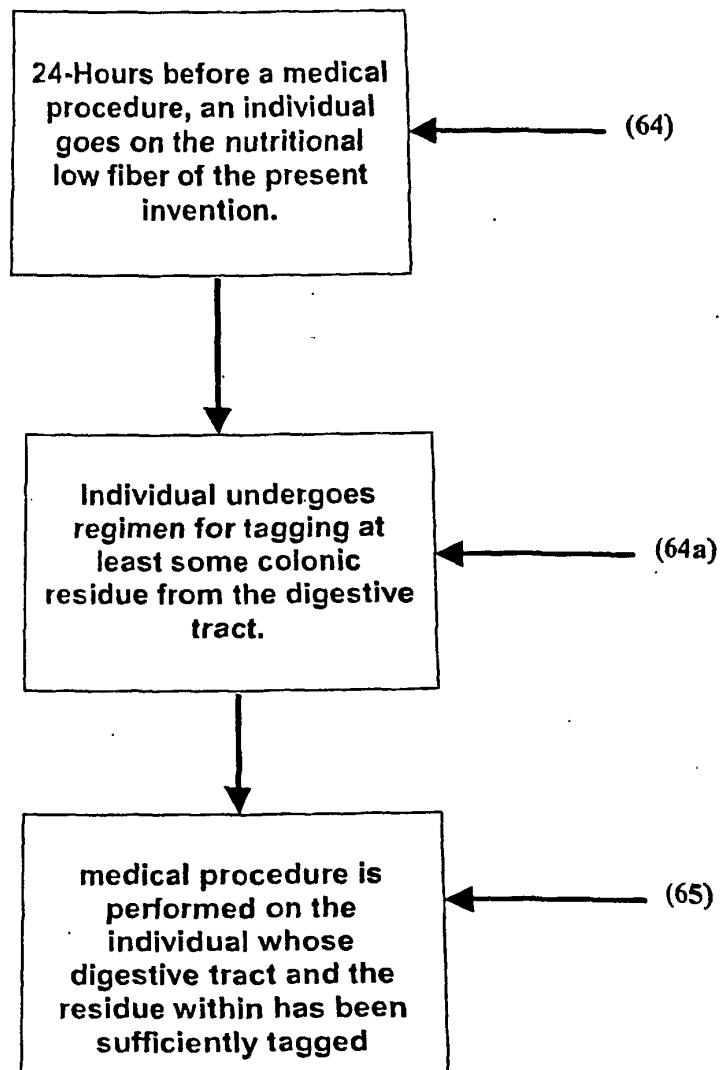 24-Hours before a medical
procedure, an individual
goes on the nutritional
low fiber of the present
invention.
(64)
Individual undergoes
regimen for tagging at
least some colonic
residue from the digestive
tract.
(64a)
medical procedure is
performed on the
individual whose
digestive tract and the
residue within has been
sufficiently tagged
(65)